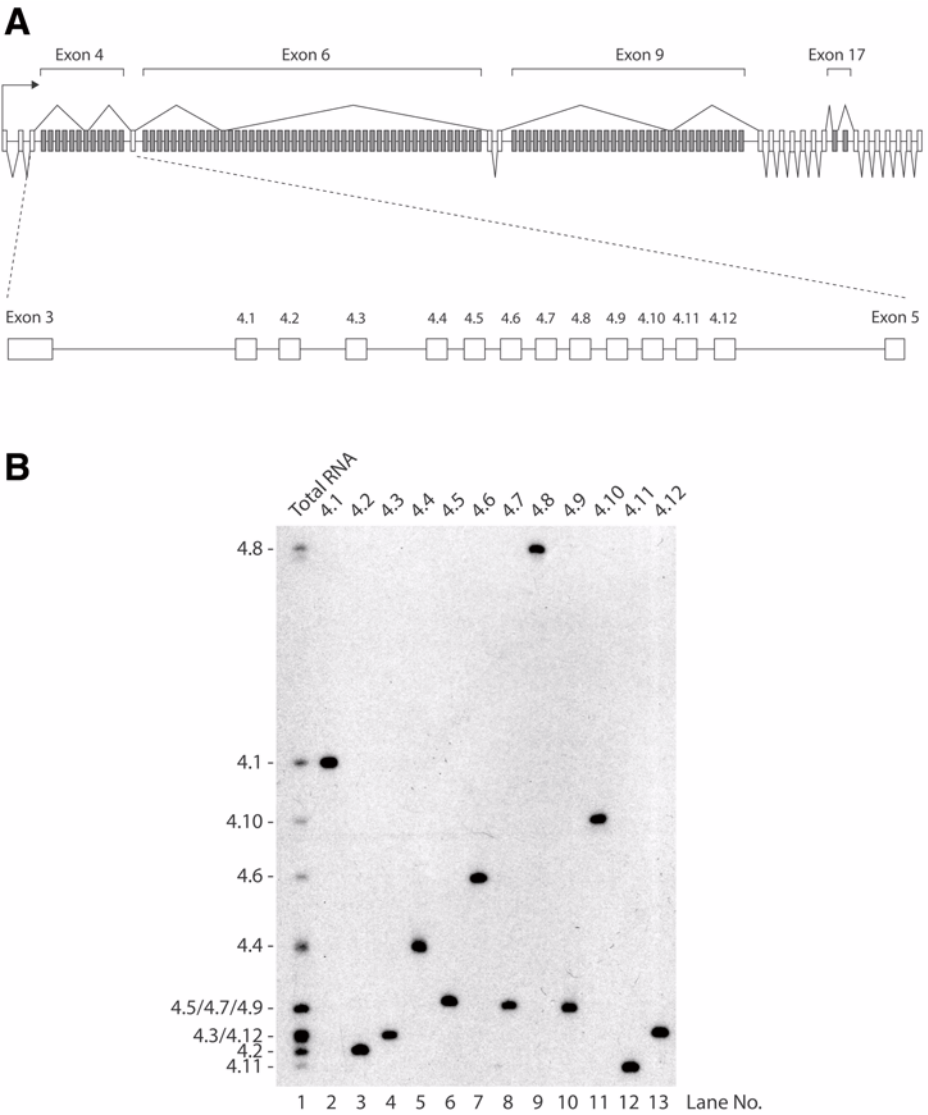 A
Exon 4 Exon 6 Exon 9 Exon 17
Exon 3 4.1 4.2 4.3 4.4 4.5 4.6 4.7 4.8 4.9 4.10 4.11 4.12 Exon 5
B
Total RNA 4.1 4.2 4.3 4.4 4.5 4.6 4.7 4.8 4.9 4.10 4.11 4.12
4.8 -
4.1 -
4.10 -
4.6 -
4.4 -
4.5/4.7/4.9 -
4.3/4.12 -
4.2 -
4.11 -
1 2 3 4 5 6 7 8 9 10 11 12 13 Lane No.